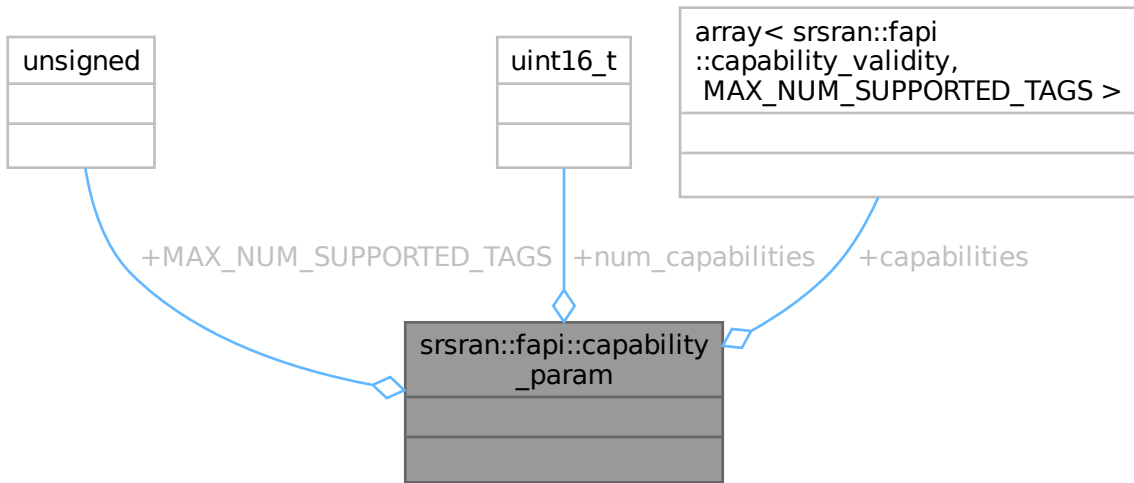 unsigned
uint16_t
array< srsran::fapi
::capability_validity,
MAX_NUM_SUPPORTED_TAGS >
+MAX_NUM_SUPPORTED_TAGS
+num_capabilities
+capabilities
srsran::fapi::capability
_param